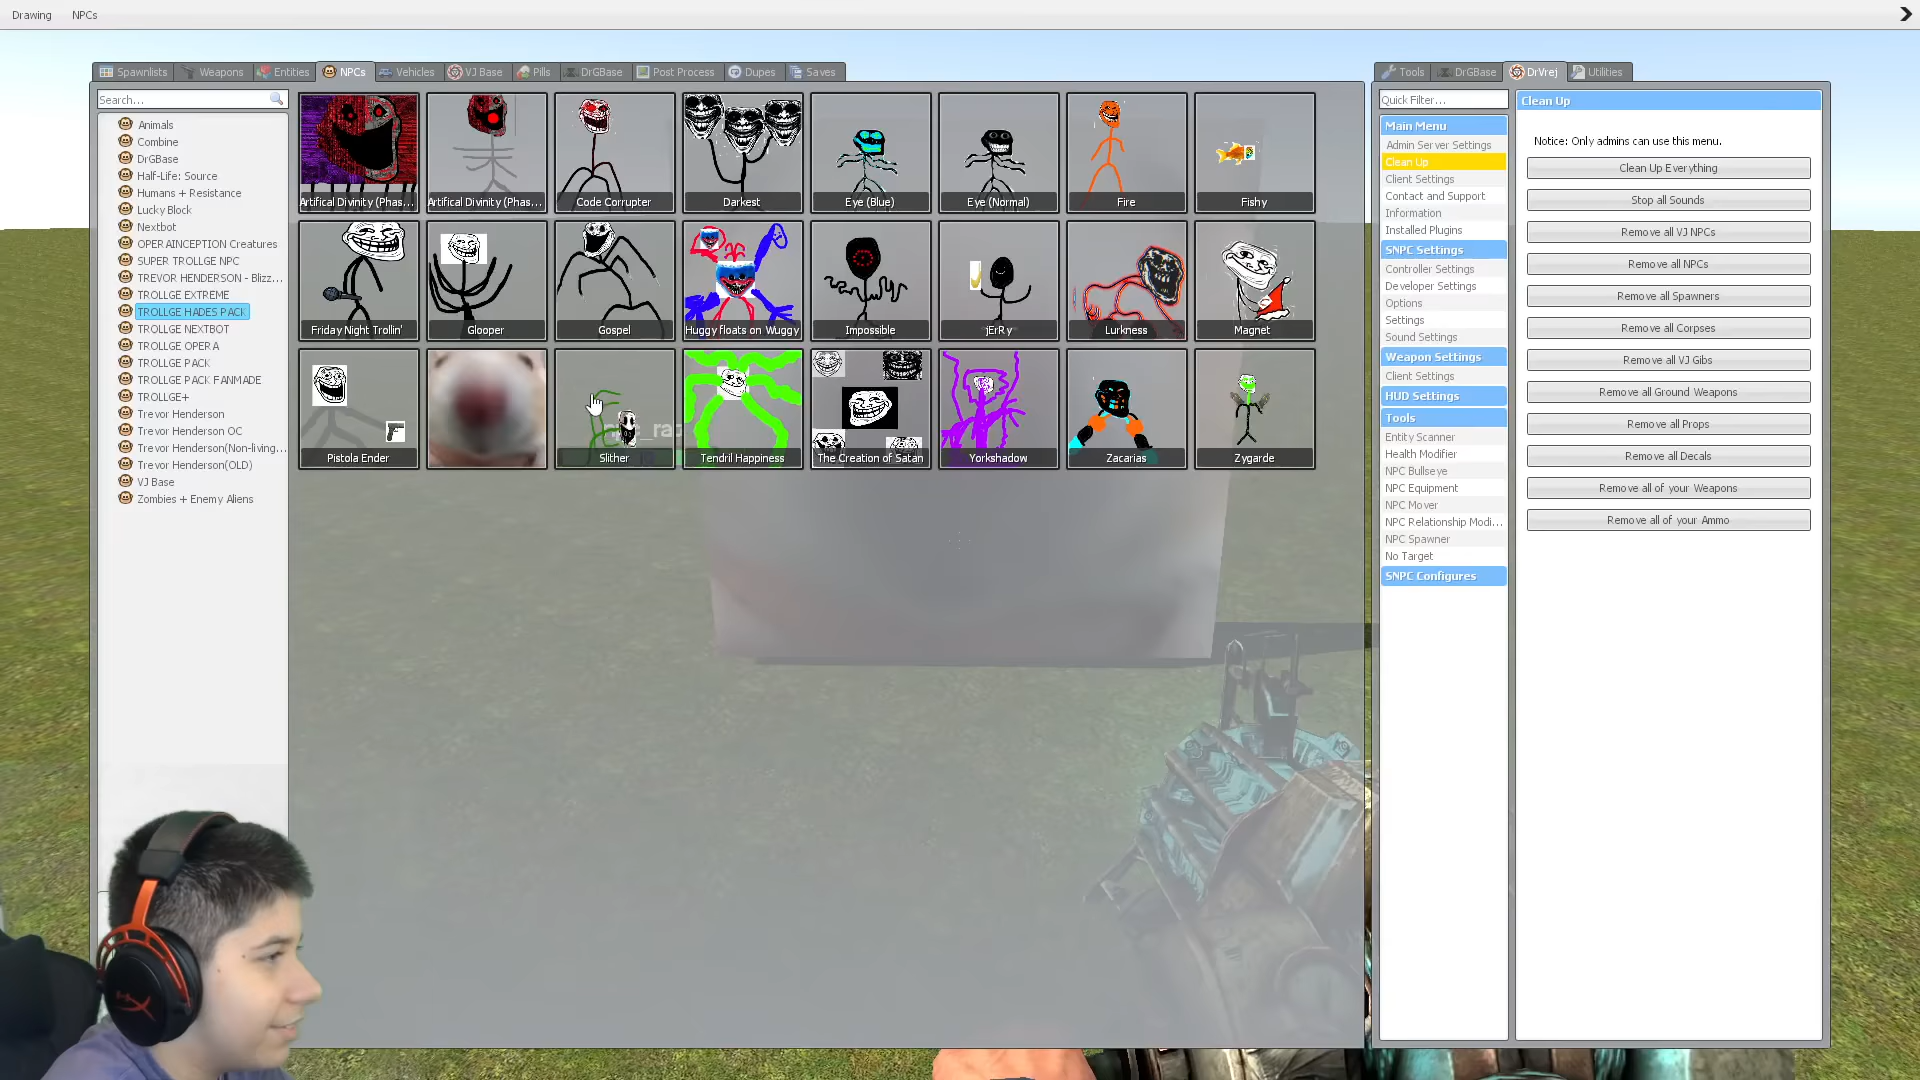 Drawing NPCs
Spawnlists Weapons Entities NPCs Vehicles VJ Base Pills DrGBase Post Process Dupes Saves
Search...
Animals
Combine
DrGBase
Half-Life: Source
Humans + Resistance
Lucky Block
Nextbot
OPERAINCEPTION Creatures
SUPER TROLLGE NPC
TREVOR HENDERSON - Blizz...
TROLLGE EXTREME
TROLLGE HADES PACK
TROLLGE NEXTBOT
TROLLGE OPERA
TROLLGE PACK
TROLLGE PACK FANMADE
TROLLGE+
Trevor Henderson
Trevor Henderson OC
Trevor Henderson(Non-living...
Trevor Henderson(OLD)
VJ Base
Zombies + Enemy Aliens
Artifical Divinity (Phas... Artifical Divinity (Phas... Code Corrupter Darkest Eye (Blue) Eye (Normal) Fire Fishy
Friday Night Trollin' Glooper Gospel Huggy floats on Wuggy Impossible jErRy Lurkness Magnet
Pistola Ender Slither Tendril Happiness The Creation of Satan Yorkshadow Zacarias Zygarde
Tools DrGBase DrVrej Utilities
Quick Filter...
Main Menu
Admin Server Settings
Clean Up
Client Settings
Contact and Support
Information
Installed Plugins
SNPC Settings
Controller Settings
Developer Settings
Options
Settings
Sound Settings
Weapon Settings
Client Settings
HUD Settings
Tools
Entity Scanner
Health Modifier
NPC Bullseye
NPC Equipment
NPC Mover
NPC Relationship Modi...
NPC Spawner
No Target
SNPC Configures
Clean Up
Notice: Only admins can use this menu.
Clean Up Everything
Stop all Sounds
Remove all VJ NPCs
Remove all NPCs
Remove all Spawners
Remove all Corpses
Remove all VJ Gibs
Remove all Ground Weapons
Remove all Props
Remove all Decals
Remove all of your Weapons
Remove all of your Ammo